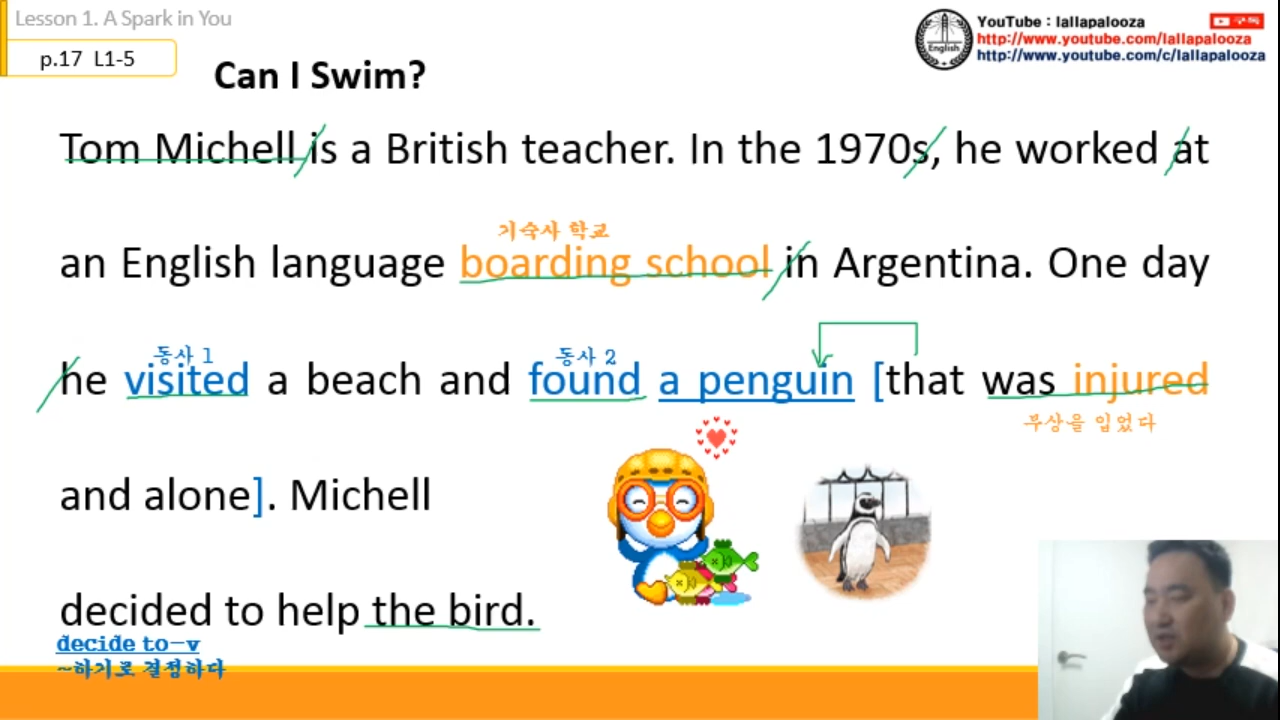 Lesson 1. A Spark in You
p.17 L1-5
Can I Swim?
English
YouTube : lallapalooza
구독
http://www.youtube.com/lallapalooza
http://www.youtube.com/c/lallapalooza
Tom Michell is a British teacher. In the 1970s, he worked at
기숙사 학교
an English language boarding school in Argentina. One day
동사 1
동사 2
he visited a beach and found a penguin [that was injured
부상을 입었다
and alone]. Michell
decided to help the bird.
decide to-v
~하기로 결정하다